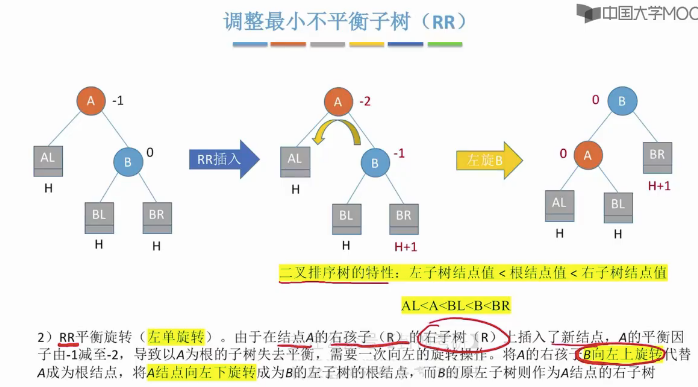 中国大学MOO
调整最小不平衡子树（RR）
A -1
B 0
AL
H
BL
H
BR
H
RR插入
A -2
B -1
AL
H
BL
H
BR
H+1
左旋B
0 B
0 A
BR
H+1
AL
H
BL
H
二叉排序树的特性：左子树结点值 < 根结点值 < 右子树结点值
AL<A<BL<B<BR
2）RR平衡旋转（左单旋转）。由于在结点A的右孩子（R）的右子树（R）上插入了新结点，A的平衡因
子由-1减至-2，导致以A为根的子树失去平衡，需要一次向左的旋转操作。将A的右孩子B向左上旋转代替
A成为根结点，将A结点向左下旋转成为B的左子树的根结点，而B的原左子树则作为A结点的右子树